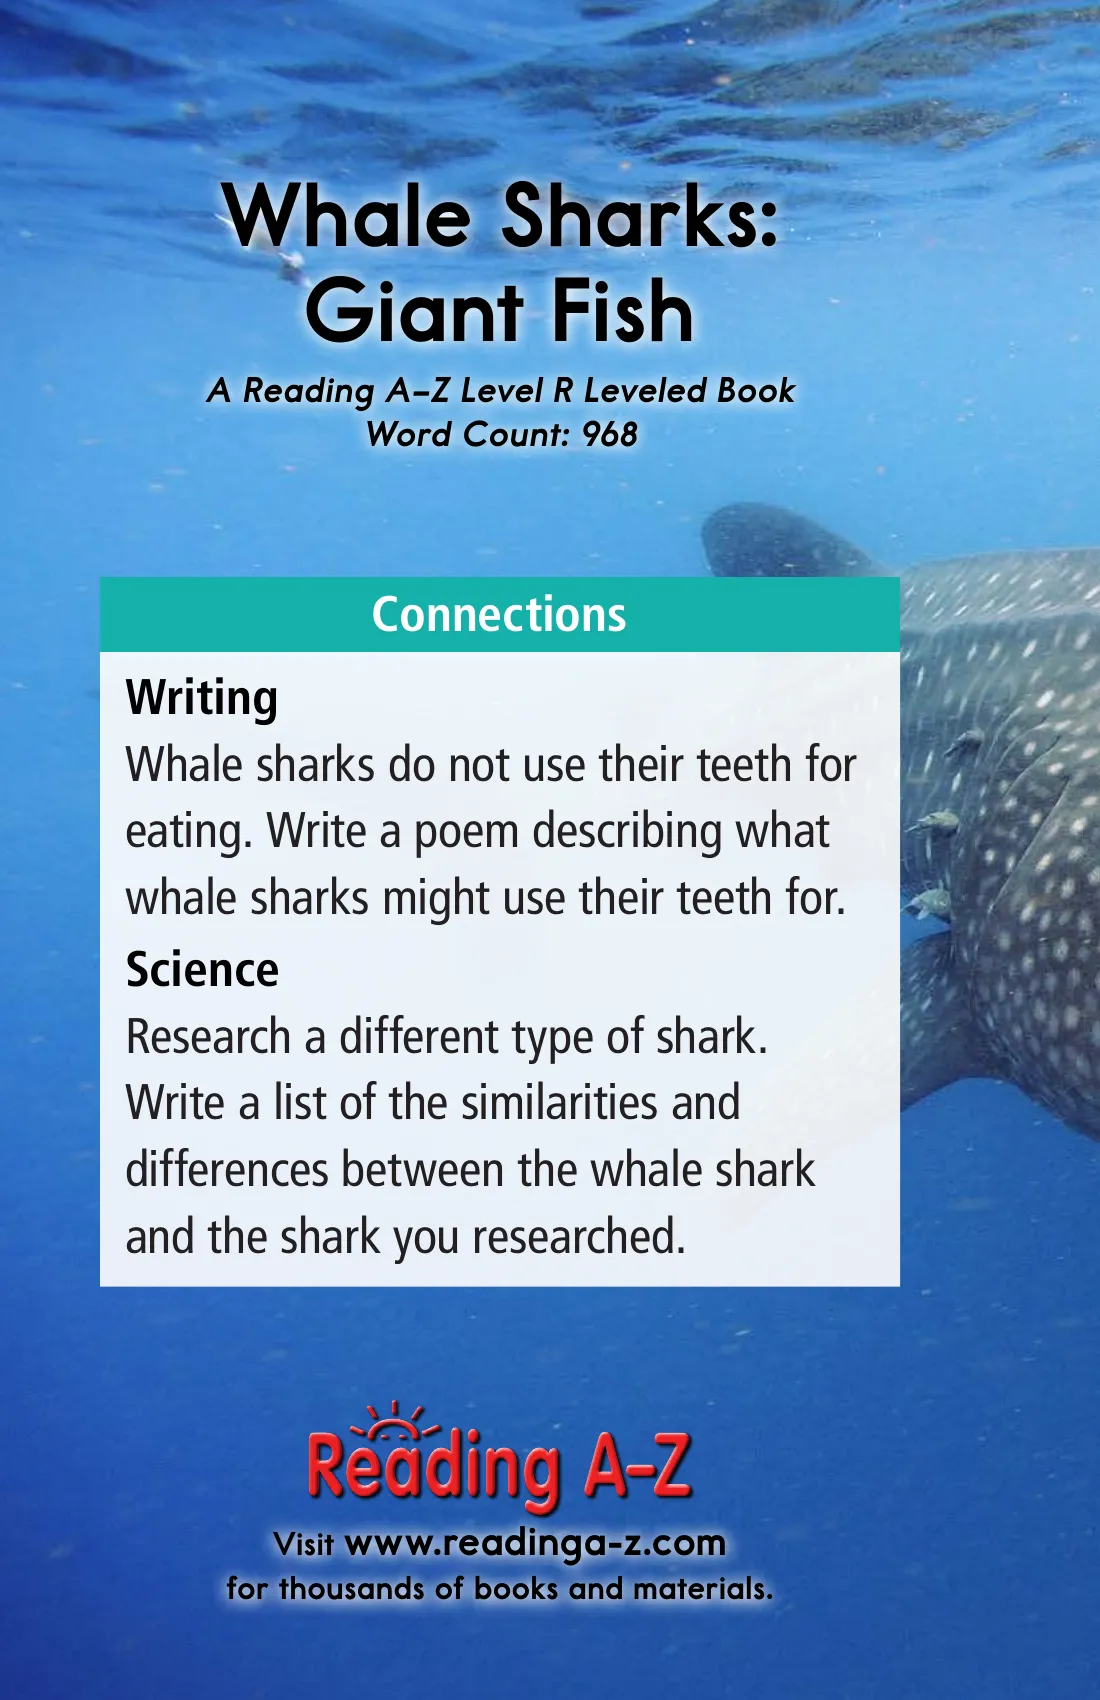 Whale Sharks:
Giant Fish
A Reading A–Z Level R Leveled Book
Word Count: 968
Connections
Writing
Whale sharks do not use their teeth for
eating. Write a poem describing what
whale sharks might use their teeth for.
Science
Research a different type of shark.
Write a list of the similarities and
differences between the whale shark
and the shark you researched.
Reading A–Z
Visit www.readinga-z.com
for thousands of books and materials.